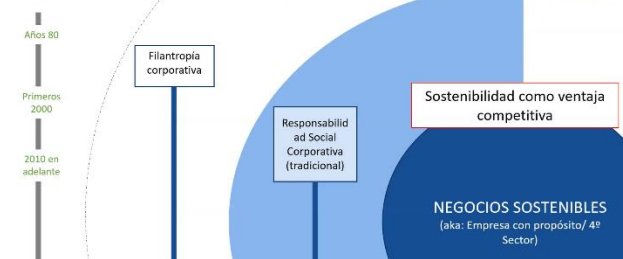 Años 80
Primeros
2000
2010 en
adelante
Filantropía
corporativa
Responsabilid
ad Social
Corporativa
(tradicional)
Sostenibilidad como ventaja
competitiva
NEGOCIOS SOSTENIBLES
(aka: Empresa con propósito/ 4º
Sector)